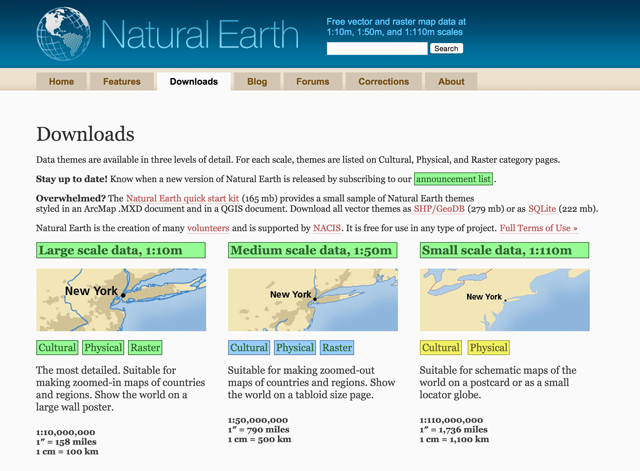 Natural Earth
Free vector and raster map data at
1:10m, 1:50m, and 1:110m scales
Search
Home Features Downloads Blog Forums Corrections About
Downloads
Data themes are available in three levels of detail. For each scale, themes are listed on Cultural, Physical, and Raster category pages.
Stay up to date! Know when a new version of Natural Earth is released by subscribing to our announcement list .
Overwhelmed? The Natural Earth quick start kit (165 mb) provides a small sample of Natural Earth themes
styled in an ArcMap .MXD document and in a QGIS document. Download all vector themes as SHP/GeoDB (279 mb) or as SQLite (222 mb).
Natural Earth is the creation of many volunteers and is supported by NACIS. It is free for use in any type of project. Full Terms of Use »
Large scale data, 1:10m
New York
Cultural Physical Raster
The most detailed. Suitable for
making zoomed-in maps of countries
and regions. Show the world on a
large wall poster.
1:10,000,000
1″ = 158 miles
1 cm = 100 km
Medium scale data, 1:50m
New York
Cultural Physical Raster
Suitable for making zoomed-out
maps of countries and regions. Show
the world on a tabloid size page.
1:50,000,000
1″ = 790 miles
1 cm = 500 km
Small scale data, 1:110m
New York
Cultural Physical
Suitable for schematic maps of the
world on a postcard or as a small
locator globe.
1:110,000,000
1″ = 1,736 miles
1 cm = 1,100 km